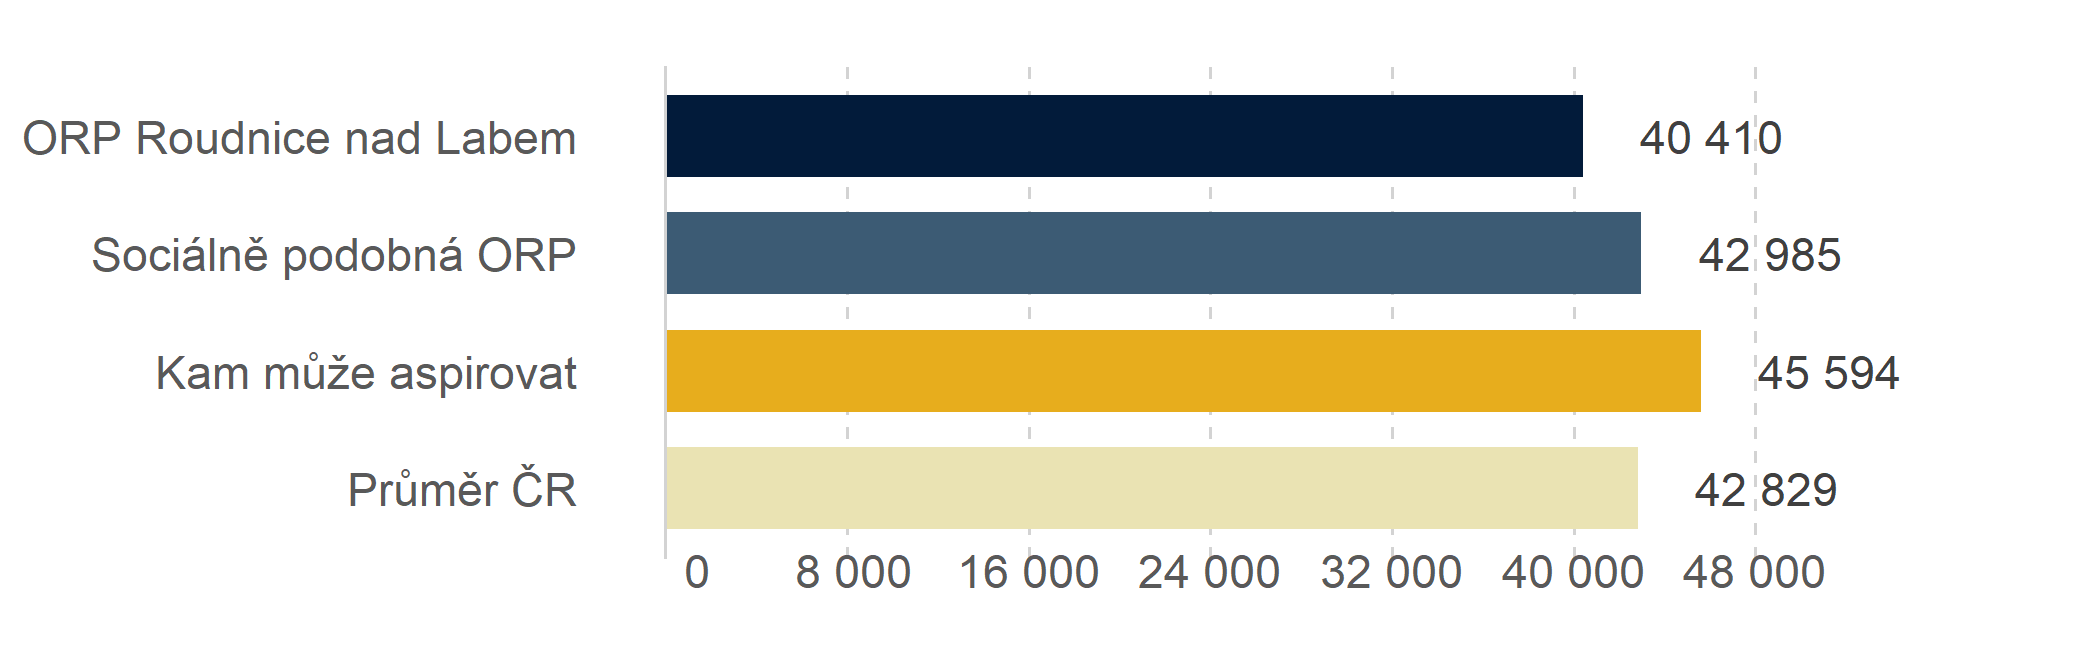 ORP Roudnice nad Labem 40 410
Sociálně podobná ORP 42 985
Kam může aspirovat 45 594
Průměr ČR 42 829
0 8 000 16 000 24 000 32 000 40 000 48 000